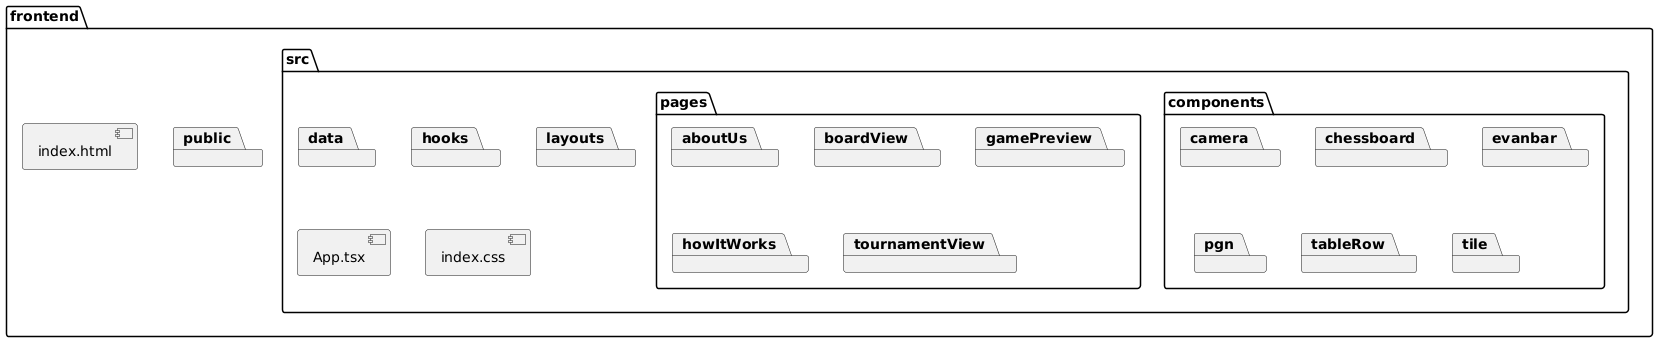 frontend
src
pages
components
index.html
public
data
hooks
layouts
aboutUs
boardView
gamePreview
camera
chessboard
evanbar
App.tsx
index.css
howItWorks
tournamentView
pgn
tableRow
tile